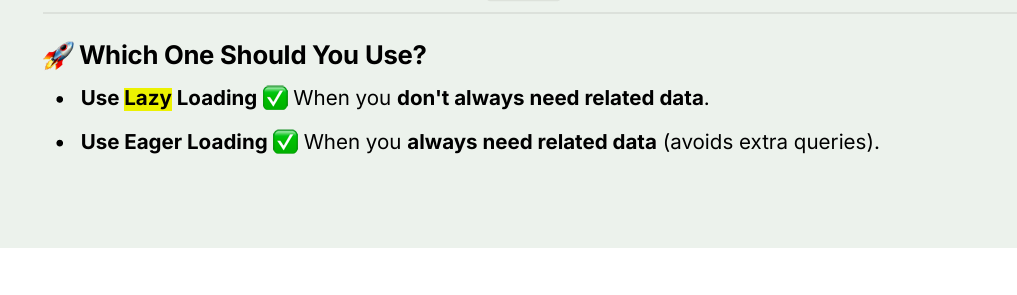 🚀 Which One Should You Use?
• Use Lazy Loading ✅ When you don't always need related data.
• Use Eager Loading ✅ When you always need related data (avoids extra queries).